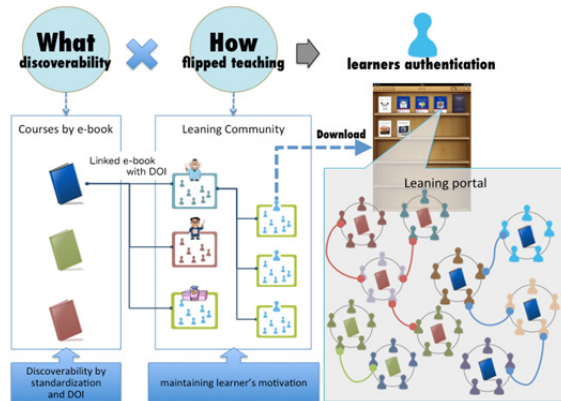 What
discoverability
How
flipped teaching
learners authentication
Courses by e-book
Leaning Community
Download
Linked e-book
with DOI
Leaning portal
Discoverability by
standardization
and DOI
maintaining learner's motivation